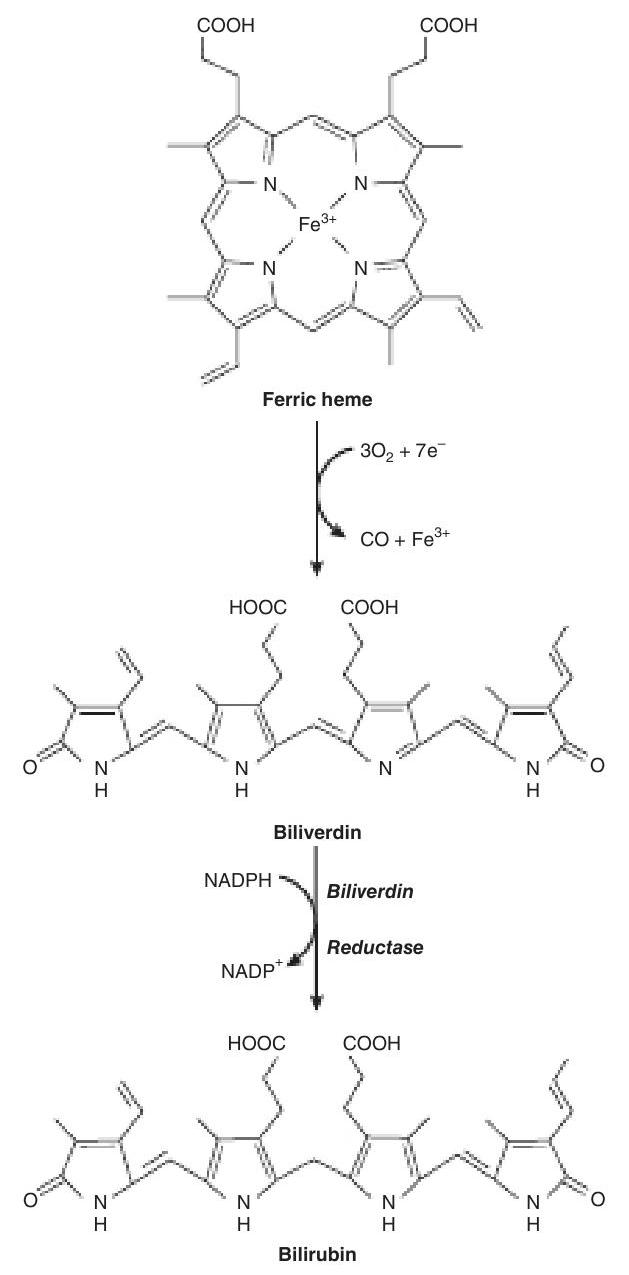 COOH COOH
N N
Fe³⁺
N N
Ferric heme
3O₂ + 7e⁻
CO + Fe³⁺
HOOC COOH
O N N N N O
H H H
Biliverdin
NADPH
Biliverdin
Reductase
NADP⁺
HOOC COOH
O N N N N O
H H H H
Bilirubin